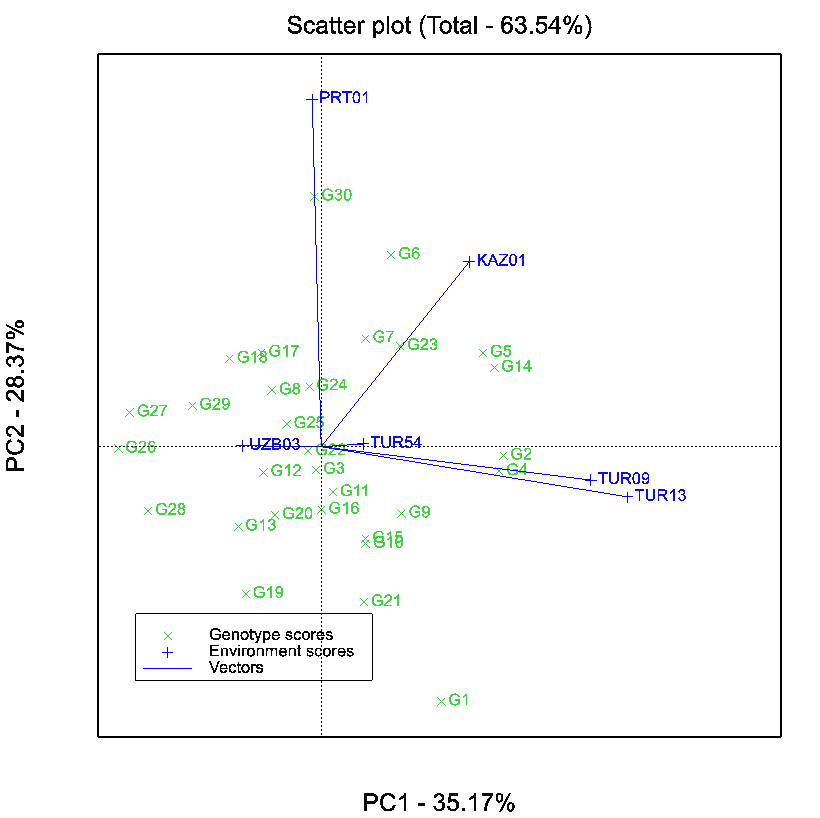 Scatter plot (Total - 63.54%)
PRT01
G30
G6
KAZ01
G7
G23
G17
G18
G5
G14
G24
G8
G29
G27
G25
UZB03
TUR54
G26
G22
G2
G3
G4
G12
TUR09
G11
TUR13
G28
G16
G20
G9
G13
G15
G10
G19
G21
Genotype scores
Environment scores
Vectors
G1
PC2 - 28.37%
PC1 - 35.17%